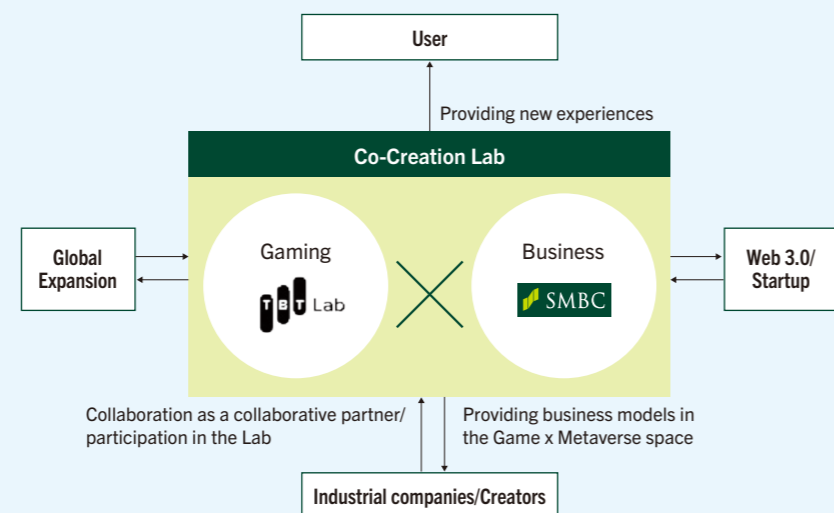 User
Providing new experiences
Co-Creation Lab
Global
Expansion
Gaming
TBT Lab
Business
SMBC
Web 3.0/
Startup
Collaboration as a collaborative partner/
participation in the Lab
Providing business models in
the Game x Metaverse space
Industrial companies/Creators